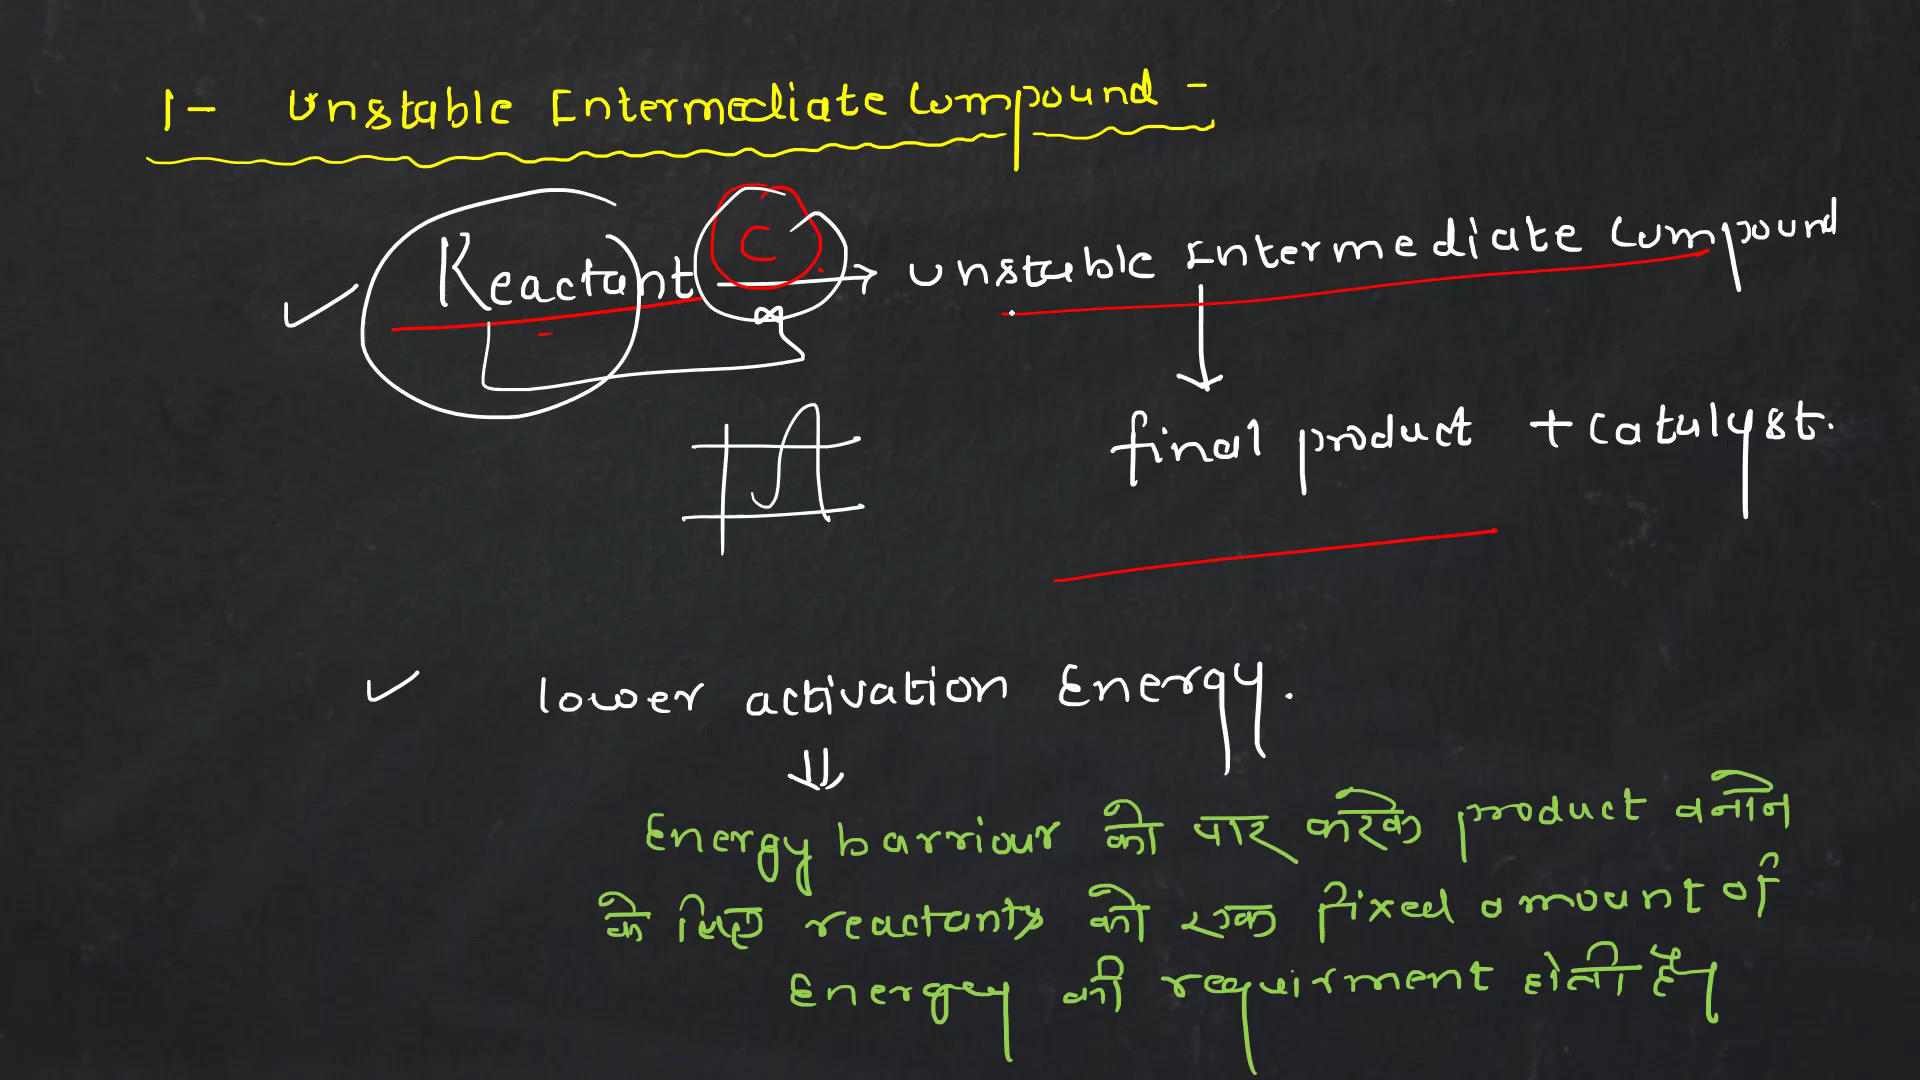 1- Unstable Intermediate Compound -
Reactant C → unstable Intermediate Compound
final product + catalyst.
lower activation Energy.
Energy barriour को पार करके product बनाने
के लिए reactants को एक fixed amount of
Energey की requirment होती है।